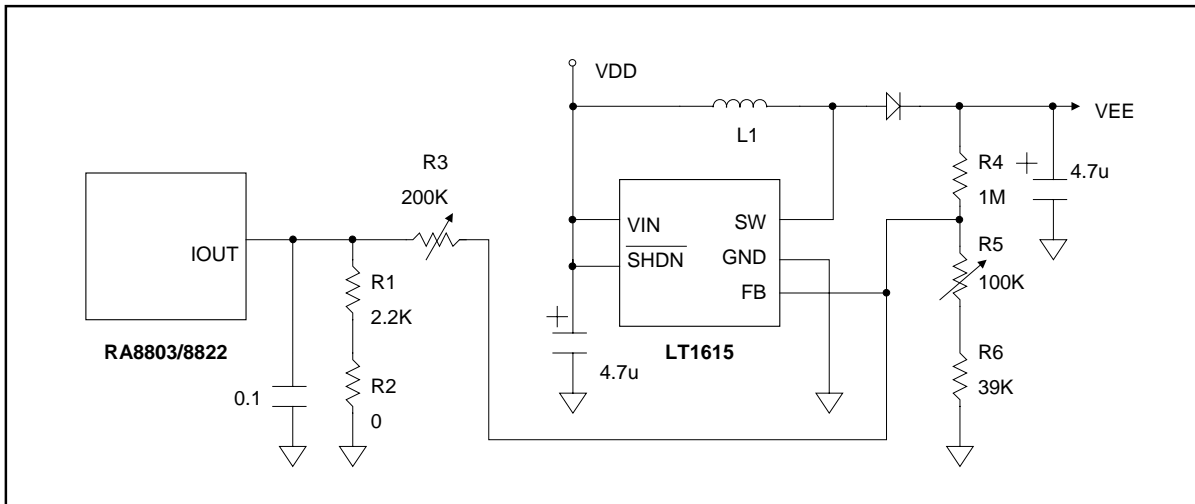 VDD
L1
VEE
R3
200K
R4
1M
4.7u
VIN
SW
IOUT
SHDN
GND
R5
100K
R1
2.2K
FB
RA8803/8822
LT1615
R6
39K
4.7u
0.1
R2
0